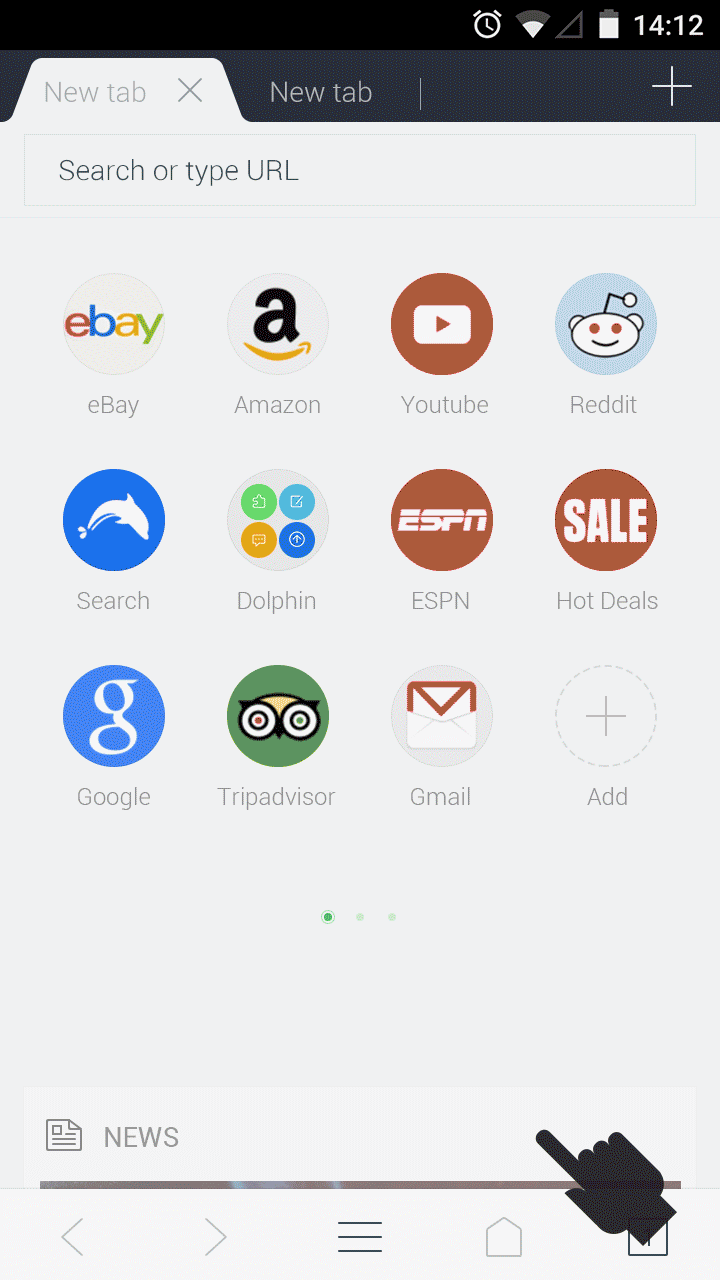 14:12
New tab New tab
Search or type URL
ebay a
eBay Amazon Youtube Reddit
ESPN SALE
Search Dolphin ESPN Hot Deals
g
Google Tripadvisor Gmail Add
NEWS